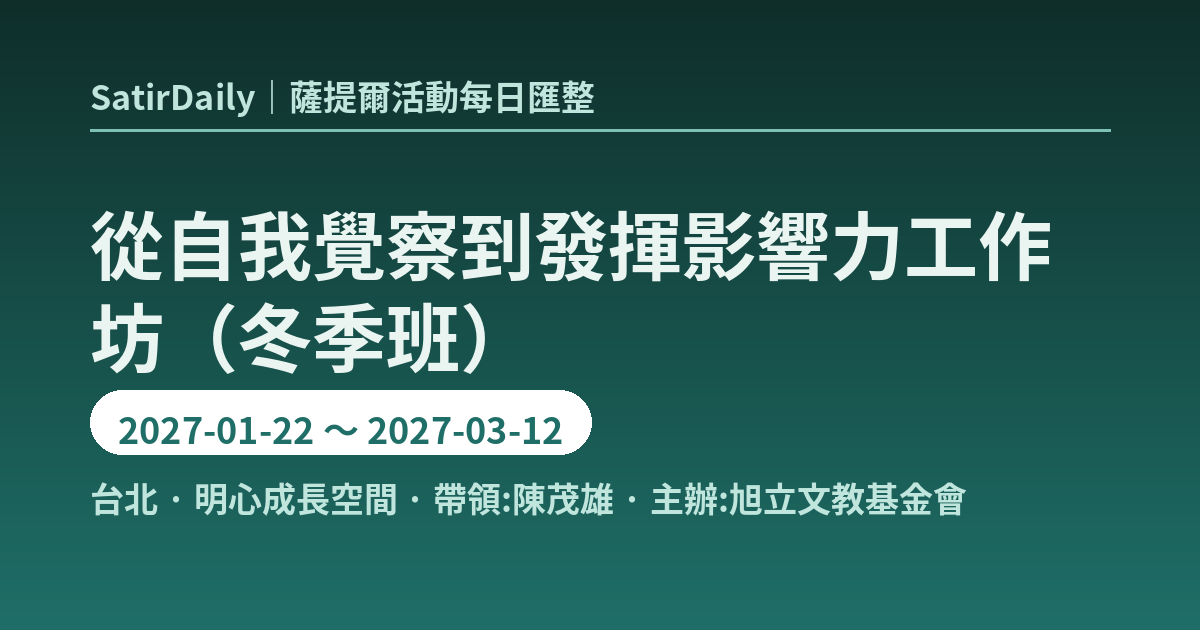 SatirDaily｜薩提爾活動每日匯整
從自我覺察到發揮影響力工作
坊（冬季班）
2027-01-22 ～ 2027-03-12
台北 · 明心成長空間 · 帶領:陳茂雄 · 主辦:旭立文教基金會